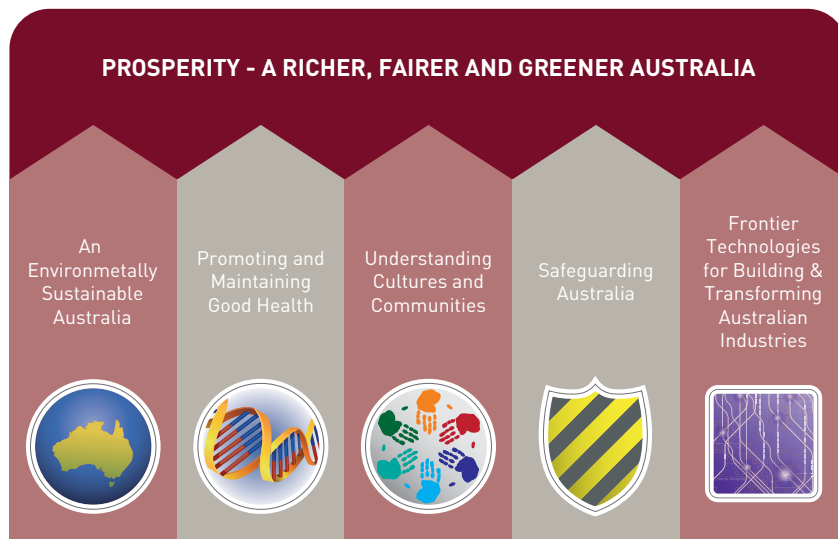 PROSPERITY - A RICHER, FAIRER AND GREENER AUSTRALIA
An
Environmetally
Sustainable
Australia
Promoting and
Maintaining
Good Health
Understanding
Cultures and
Communities
Safeguarding
Australia
Frontier
Technologies
for Building &
Transforming
Australian
Industries